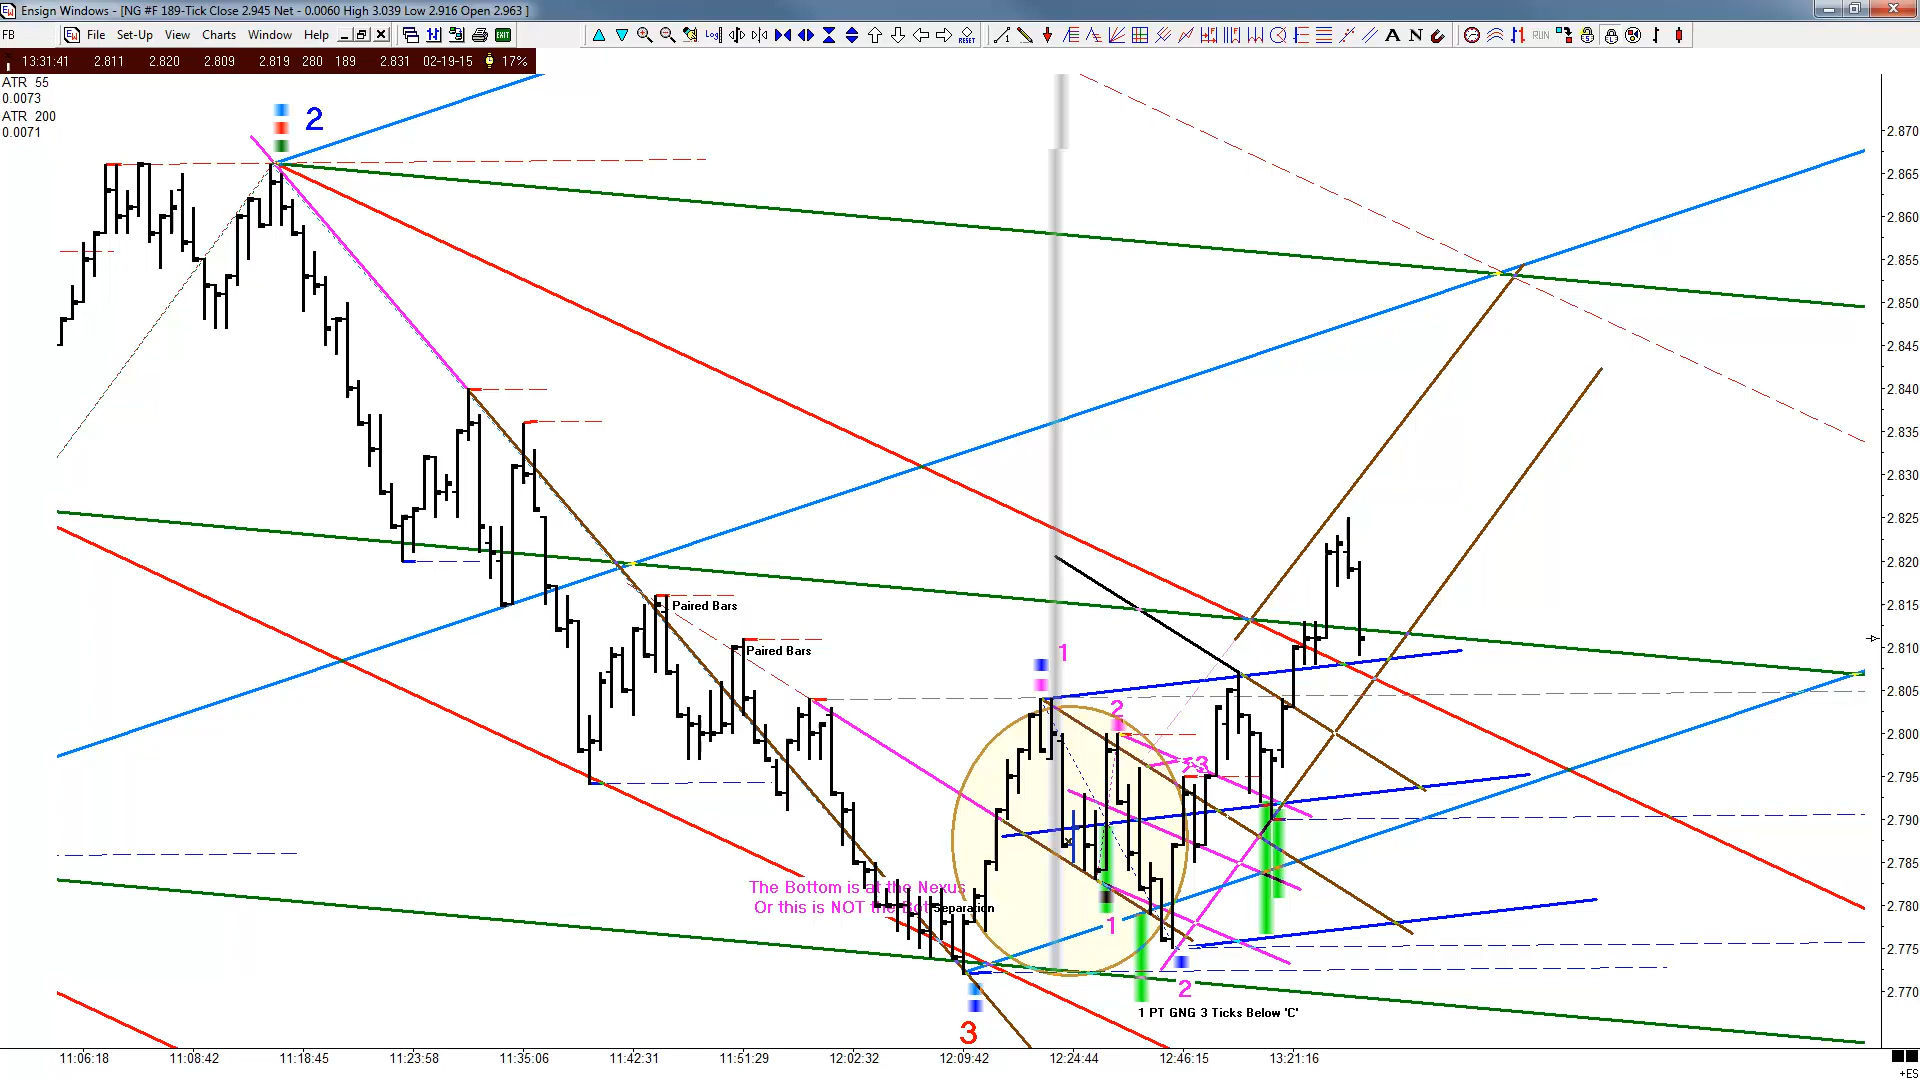 Ensign Windows - [NG #F 189-Tick Close 2.945 Net - 0.0060 High 3.039 Low 2.916 Open 2.963 ]
FB File Set-Up View Charts Window Help Log RESET RUN
13:31:41 2.811 2.820 2.809 2.819 280 189 2.831 02-19-15 17%
ATR 55
0.0073
ATR 200
0.0071
2
2.870
2.865
2.860
2.855
2.850
2.845
2.840
2.835
2.830
2.825
2.820
2.815
Paired Bars
2.810
Paired Bars
1
2.805
2
2.800
3
2.795
2.790
2.785
The Bottom is at the Nexus
Or this is NOT the Bot
Separation
2.780
1
2.775
2
2.770
1 PT GNG 3 Ticks Below 'C'
3
11:06:18 11:08:42 11:18:45 11:23:58 11:35:06 11:42:31 11:51:29 12:02:32 12:09:42 12:24:44 12:46:15 13:21:16
+ES